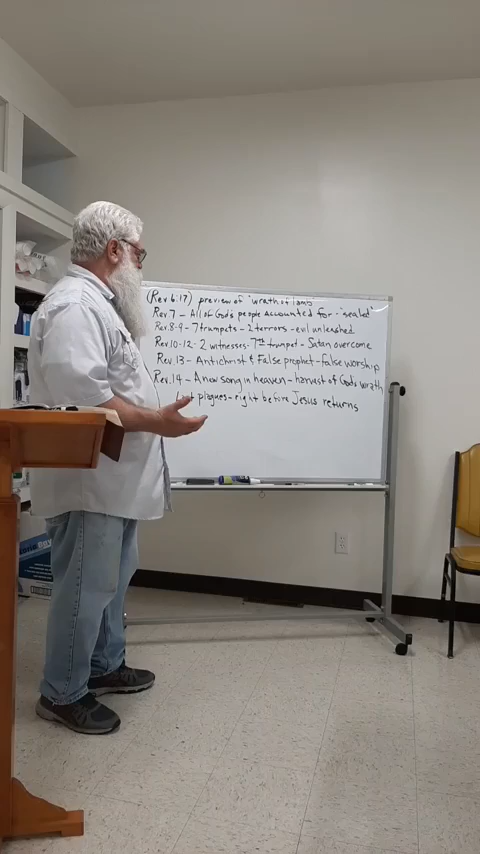 (Rev 6:17) preview of "wrath of lamb"
Rev 7 - All of God's people accounted for - "sealed"
Rev. 8-9 - 7 trumpets - 2 terrors - evil unleashed
Rev. 10-12 - 2 witnesses - 7th trumpet - Satan overcome
Rev. 13 - Antichrist & False prophet - False worship
Rev. 14 - A new song in heaven - harvest of God's wrath
plagues - right before Jesus returns